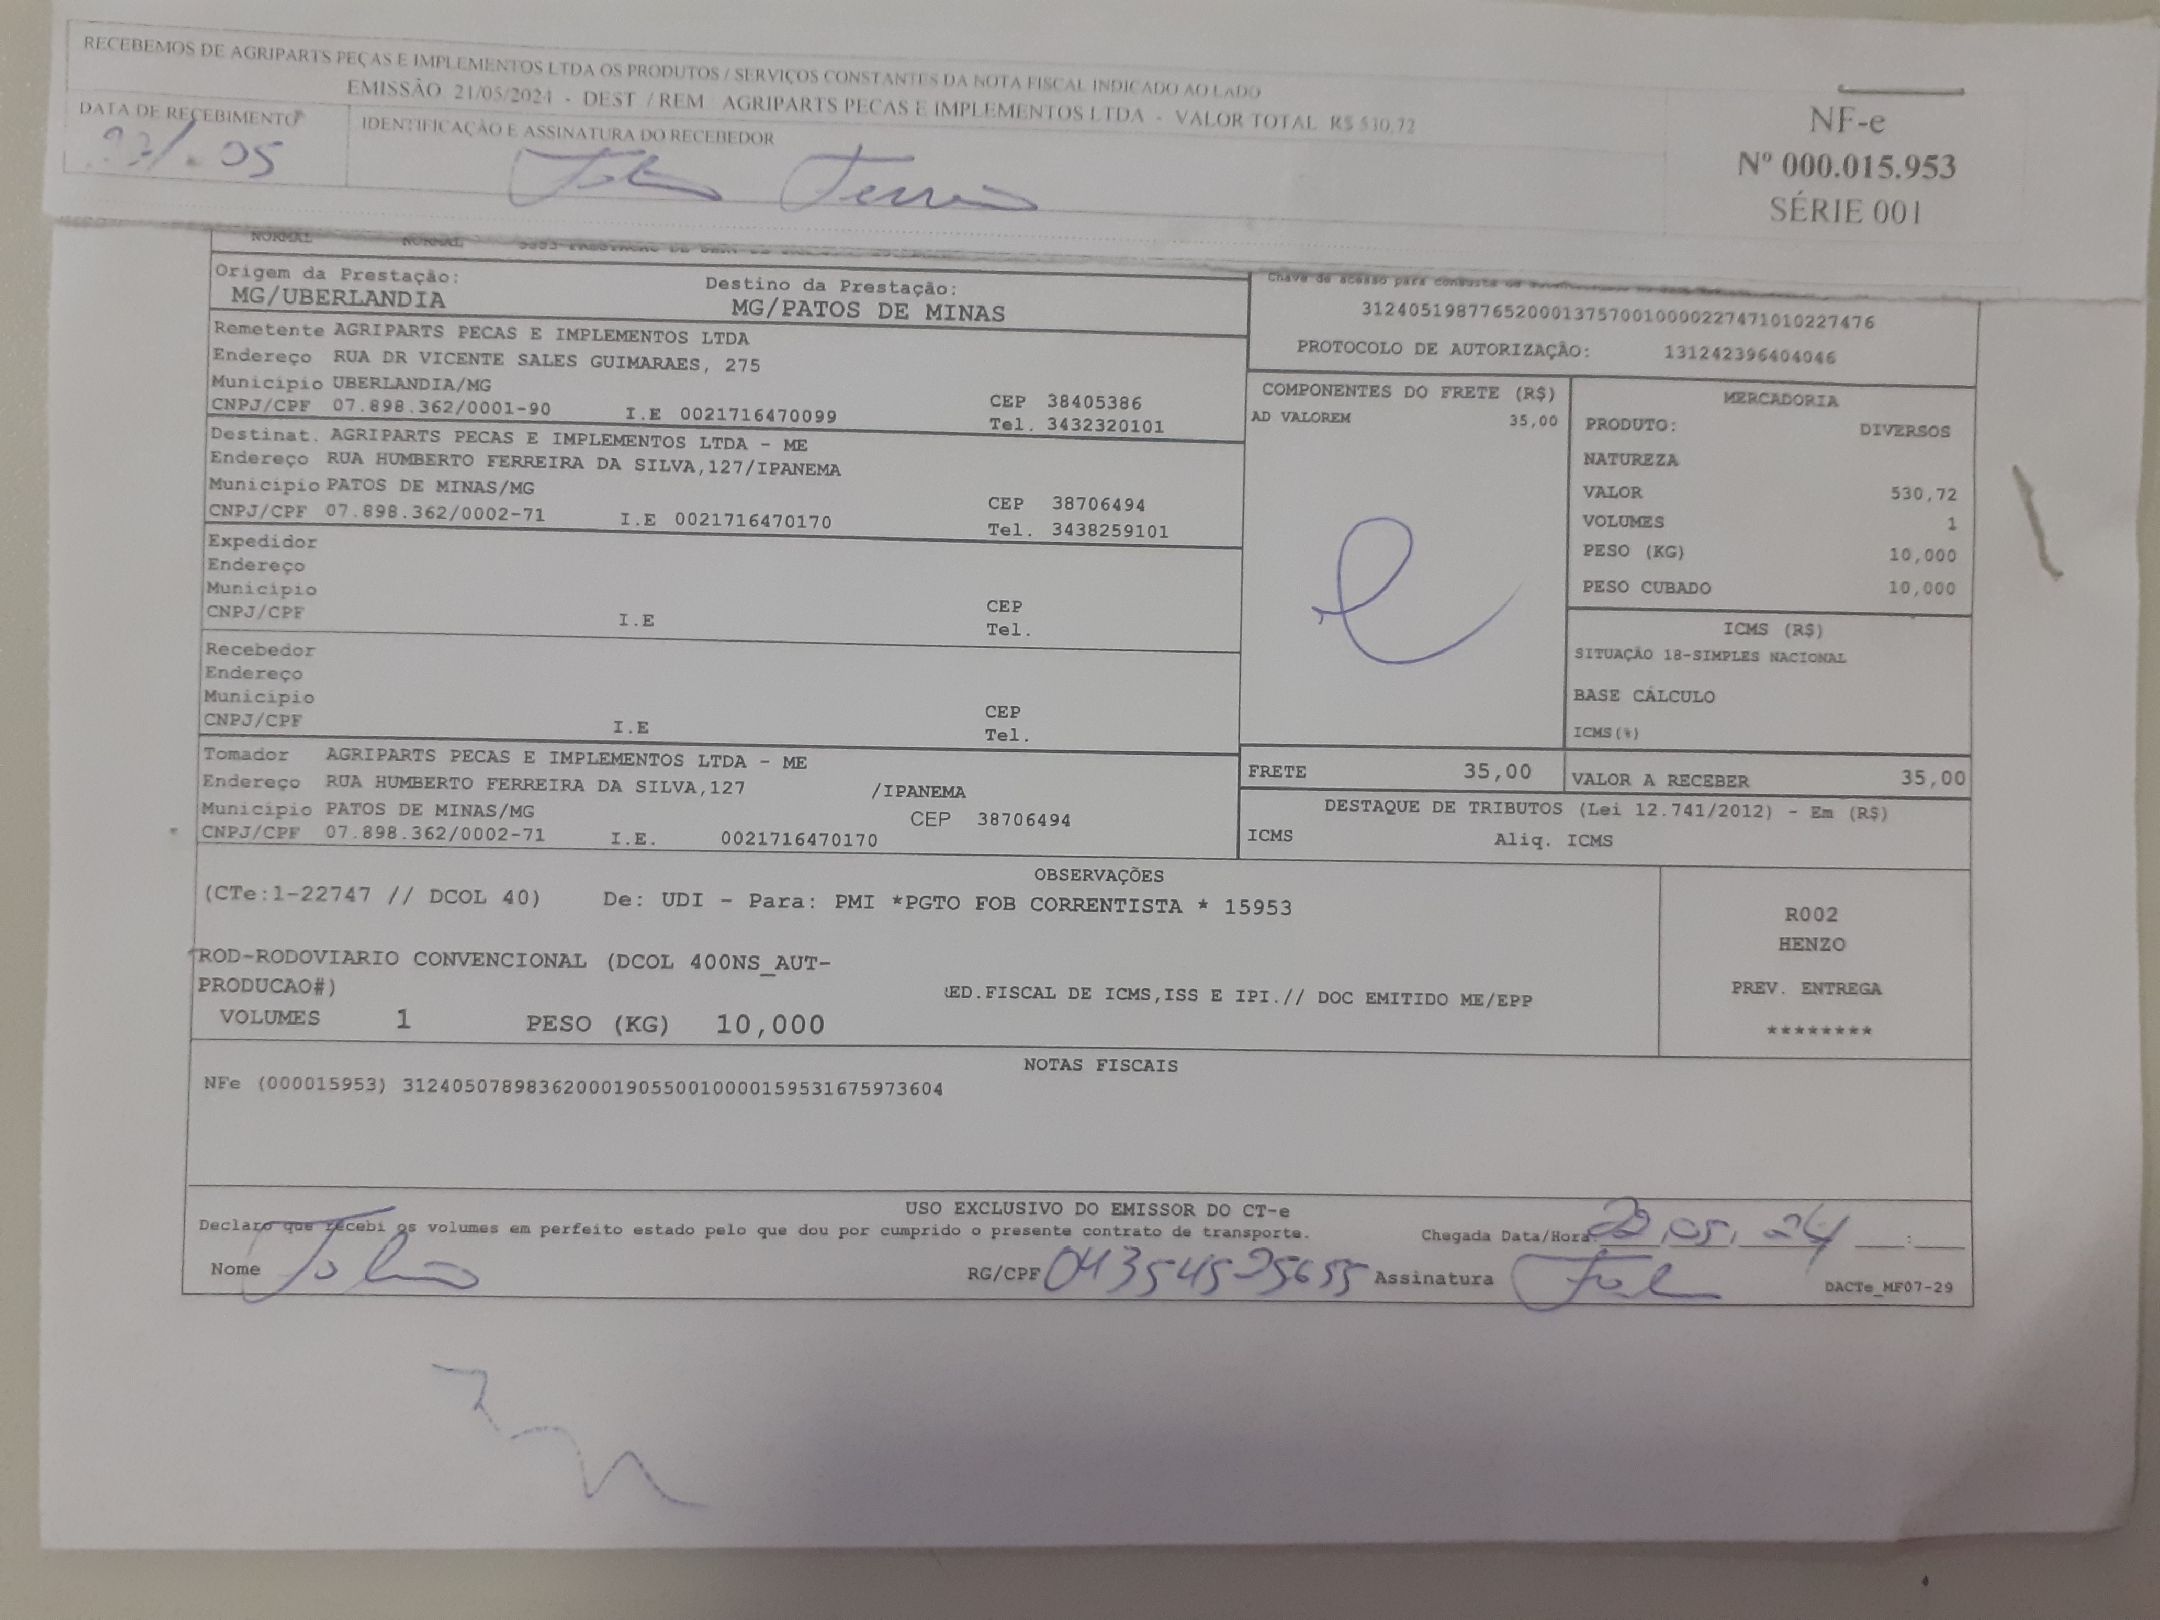 RECEBEMOS DE AGRIPARTS PEÇAS E IMPLEMENTOS LTDA OS PRODUTOS / SERVIÇOS CONSTANTES DA NOTA FISCAL INDICADO AO LADO
EMISSÃO 21/05/2024 - DEST / REM AGRIPARTS PECAS E IMPLEMENTOS LTDA - VALOR TOTAL R$ 530,72
DATA DE RECEBIMENTO
IDENTIFICAÇÃO E ASSINATURA DO RECEBEDOR
05
NF-e
Nº 000.015.953
SÉRIE 001
NORMAL NORMAL
Origem da Prestação:
MG/UBERLANDIA
Destino da Prestação:
MG/PATOS DE MINAS
Chave de acesso para consulta
31240519877652000137570010000227471010227476
PROTOCOLO DE AUTORIZAÇÃO: 131242396404046
Remetente AGRIPARTS PECAS E IMPLEMENTOS LTDA
Endereço RUA DR VICENTE SALES GUIMARAES, 275
Município UBERLANDIA/MG
CEP 38405386
CNPJ/CPF 07.898.362/0001-90 I.E 0021716470099
Tel. 3432320101
Destinat. AGRIPARTS PECAS E IMPLEMENTOS LTDA - ME
Endereço RUA HUMBERTO FERREIRA DA SILVA,127/IPANEMA
Município PATOS DE MINAS/MG
CEP 38706494
CNPJ/CPF 07.898.362/0002-71 I.E 0021716470170
Tel. 3438259101
Expedidor
Endereço
Município
CEP
CNPJ/CPF I.E
Tel.
Recebedor
Endereço
Município
CEP
CNPJ/CPF I.E
Tel.
Tomador AGRIPARTS PECAS E IMPLEMENTOS LTDA - ME
Endereço RUA HUMBERTO FERREIRA DA SILVA,127 /IPANEMA
Município PATOS DE MINAS/MG
CEP 38706494
CNPJ/CPF 07.898.362/0002-71 I.E. 0021716470170
COMPONENTES DO FRETE (R$)
AD VALOREM 35,00
MERCADORIA
PRODUTO: DIVERSOS
NATUREZA
VALOR 530,72
VOLUMES 1
PESO (KG) 10,000
PESO CUBADO 10,000
ICMS (R$)
SITUAÇÃO 18-SIMPLES NACIONAL
BASE CÁLCULO
ICMS(%)
FRETE 35,00
VALOR A RECEBER 35,00
DESTAQUE DE TRIBUTOS (Lei 12.741/2012) - Em (R$)
ICMS Aliq. ICMS
OBSERVAÇÕES
(CTe:1-22747 // DCOL 40) De: UDI - Para: PMI *PGTO FOB CORRENTISTA * 15953
ROD-RODOVIARIO CONVENCIONAL (DCOL 400NS_AUT-
PRODUCAO#)
ED.FISCAL DE ICMS,ISS E IPI.// DOC EMITIDO ME/EPP
VOLUMES 1 PESO (KG) 10,000
R002
HENZO
PREV. ENTREGA
********
NOTAS FISCAIS
NFe (000015953) 31240507898362000190550010000159531675973604
USO EXCLUSIVO DO EMISSOR DO CT-e
Declaro que recebi os volumes em perfeito estado pelo que dou por cumprido o presente contrato de transporte.
Chegada Data/Hora: 22,05, 24 :
Nome
RG/CPF
Assinatura
DACTe_MF07-29